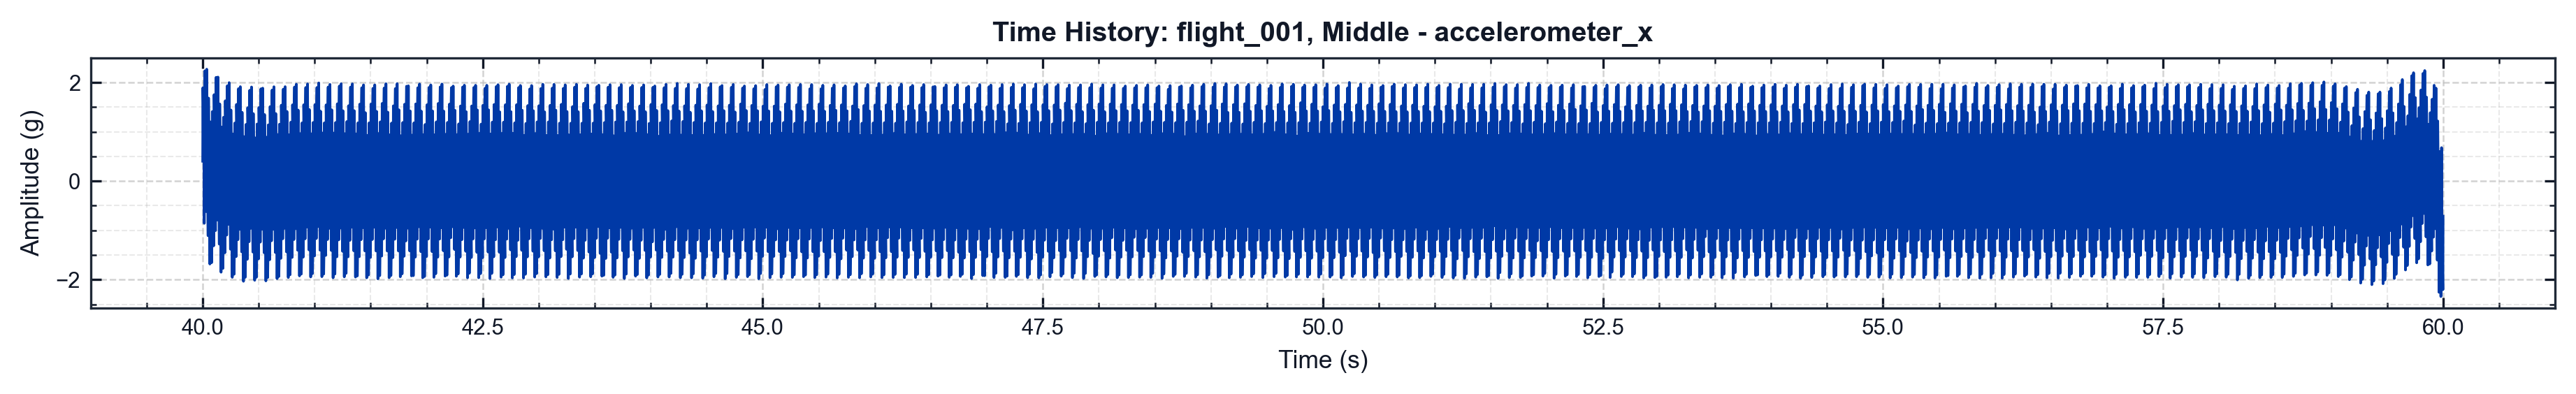 Time History: flight_001, Middle - accelerometer_x
Amplitude (g)
2
0
−2
40.0 42.5 45.0 47.5 50.0 52.5 55.0 57.5 60.0
Time (s)